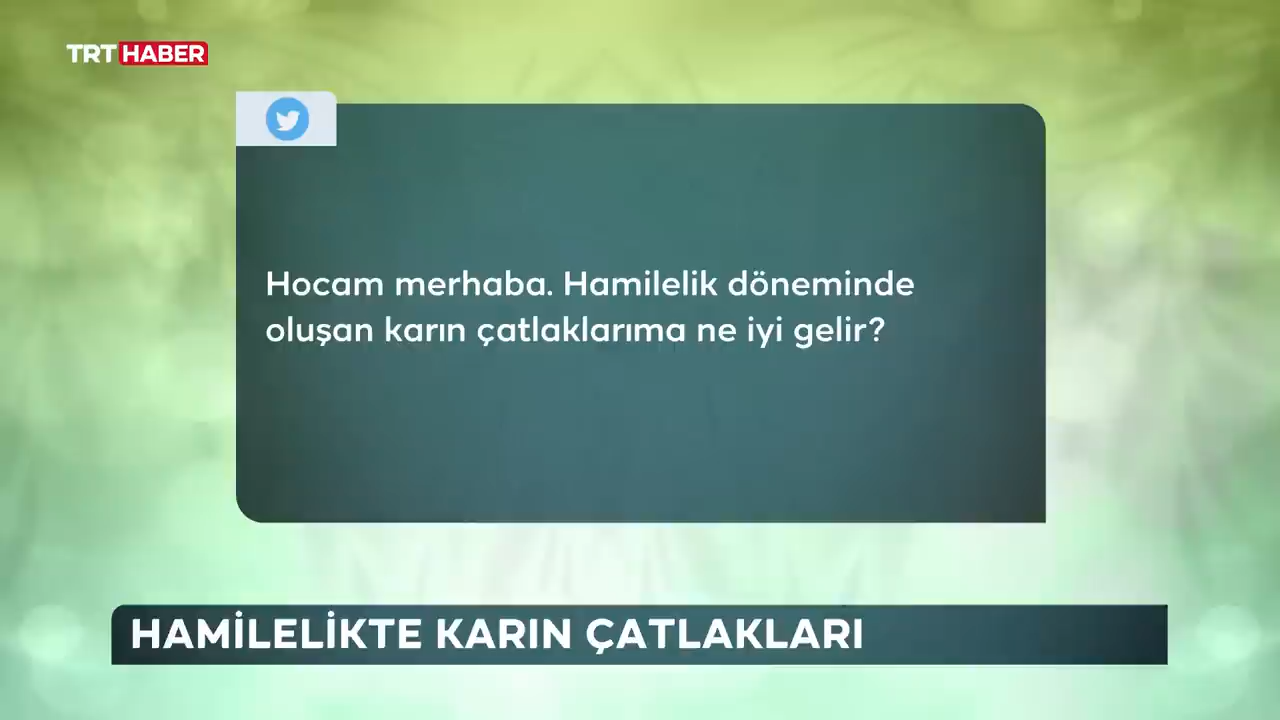 TRT HABER
Hocam merhaba. Hamilelik döneminde
oluşan karın çatlaklarıma ne iyi gelir?
HAMİLELİKTE KARIN ÇATLAKLARI